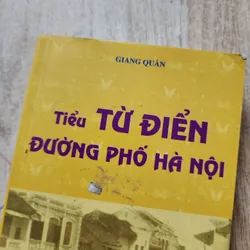 GIANG QUÂN
Tiểu TỪ ĐIỂN
ĐƯỜNG PHỐ HÀ NỘI